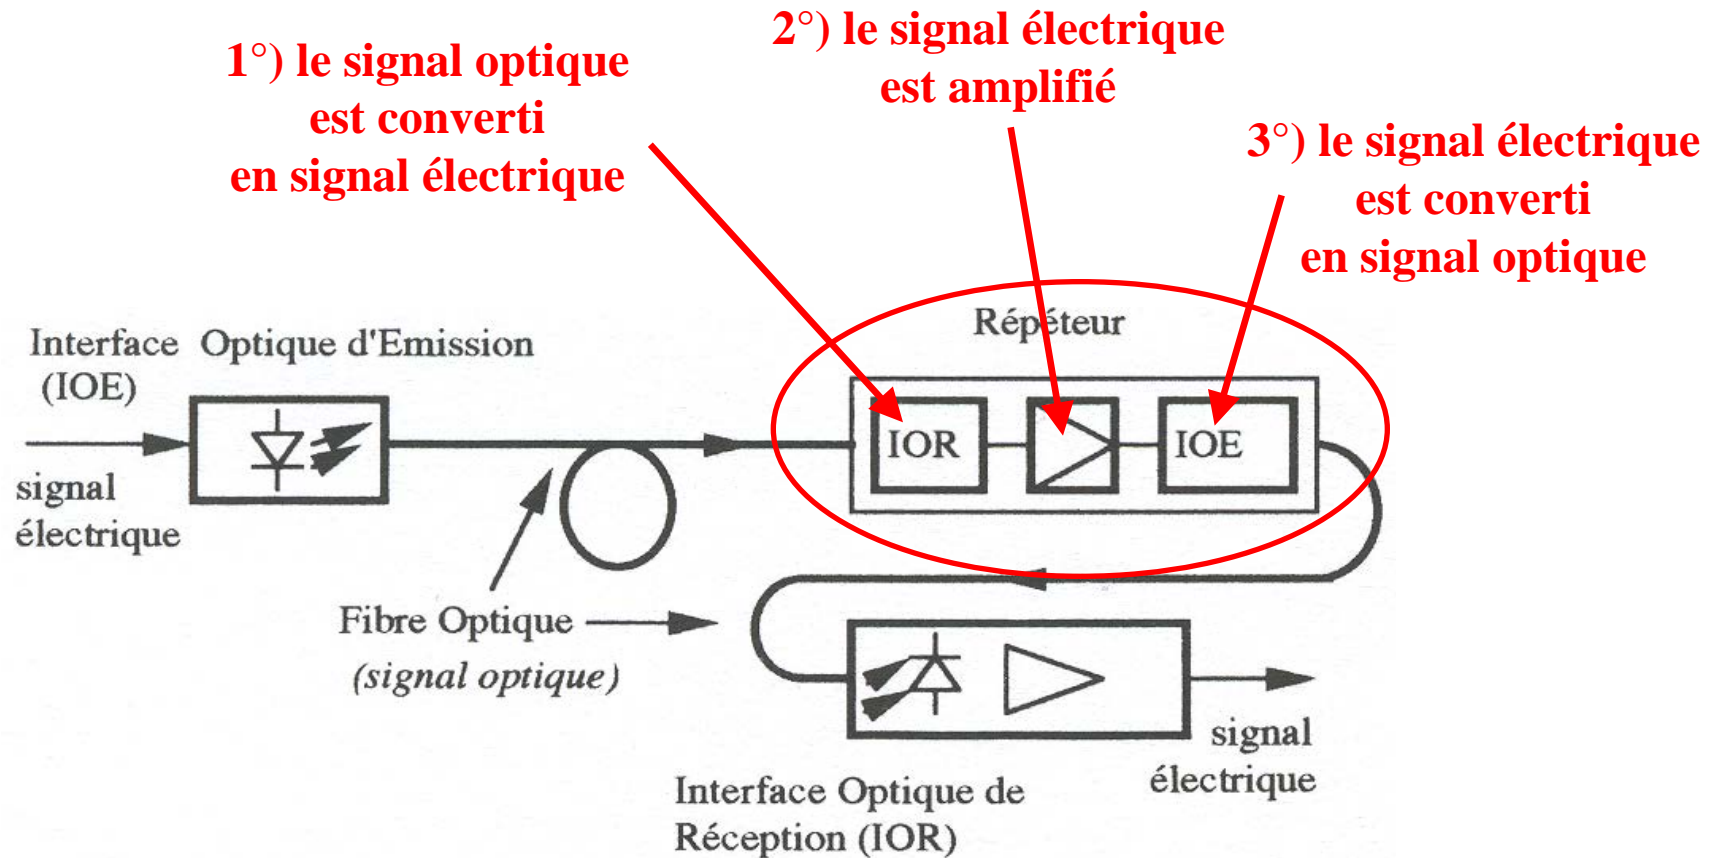 1°) le signal optique
est converti
en signal électrique
2°) le signal électrique
est amplifié
3°) le signal électrique
est converti
en signal optique
Interface Optique d'Emission
(IOE)
signal
électrique
Répéteur
IOR
IOE
Fibre Optique
(signal optique)
signal
électrique
Interface Optique de
Réception (IOR)